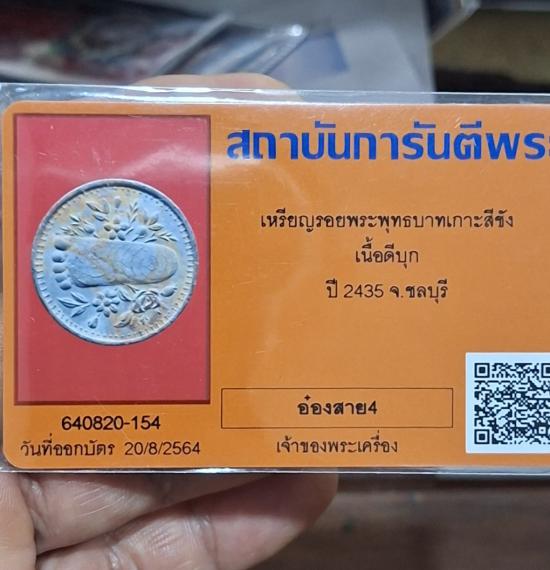 สถาบันการันตีพระ
เหรียญรอยพระพุทธบาทเกาะสีชัง
เนื้อดีบุก
ปี 2435 จ.ชลบุรี
อ๋องสาย4
เจ้าของพระเครื่อง
640820-154
วันที่ออกบัตร 20/8/2564